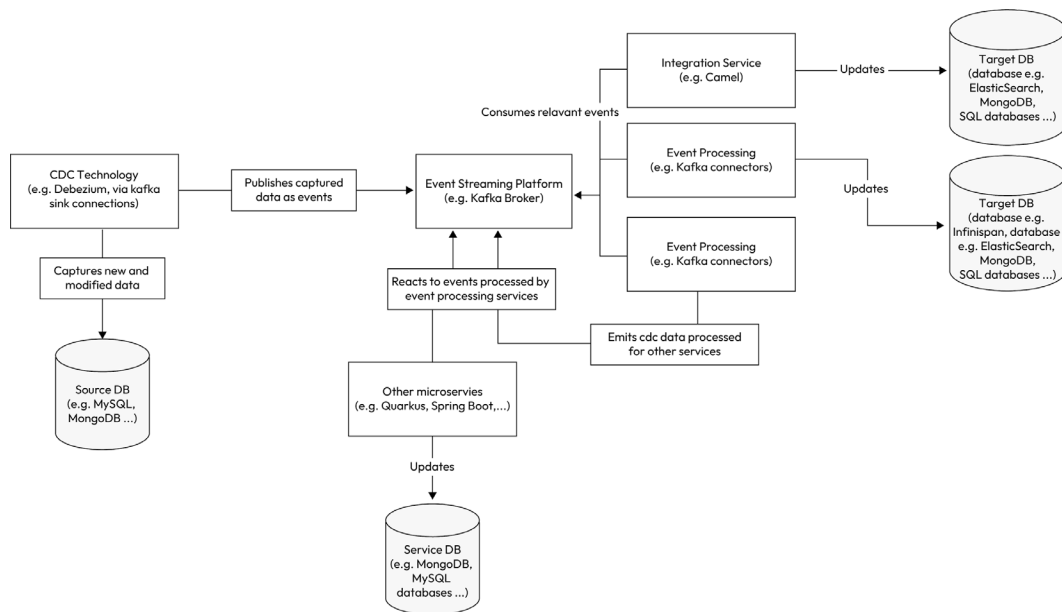 Integration Service
(e.g. Camel)
Updates
Target DB
(database e.g.
ElasticSearch,
MongoDB,
SQL databases ...)
Consumes relavant events
CDC Technology
(e.g. Debezium, via kafka
sink connections)
Publishes captured
data as events
Event Streaming Platform
(e.g. Kafka Broker)
Event Processing
(e.g. Kafka connectors)
Updates
Target DB
(database e.g.
Infinispan, database
e.g. ElasticSearch,
MongoDB,
SQL databases ...)
Event Processing
(e.g. Kafka connectors)
Captures new and
modified data
Reacts to events processed by
event processing services
Emits cdc data processed
for other services
Source DB
(e.g. MySQL,
MongoDB ...)
Other microservies
(e.g. Quarkus, Spring Boot,...)
Updates
Service DB
(e.g. MongoDB,
MySQL
databases ...)